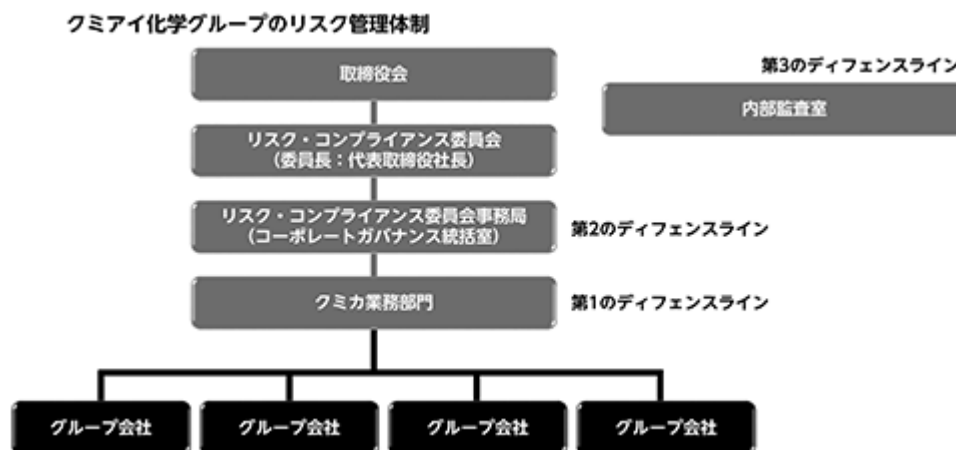 クミアイ化学グループのリスク管理体制
取締役会
第3のディフェンスライン
内部監査室
リスク・コンプライアンス委員会
(委員長：代表取締役社長)
リスク・コンプライアンス委員会事務局
(コーポレートガバナンス統括室)
第2のディフェンスライン
クミカ業務部門
第1のディフェンスライン
グループ会社
グループ会社
グループ会社
グループ会社